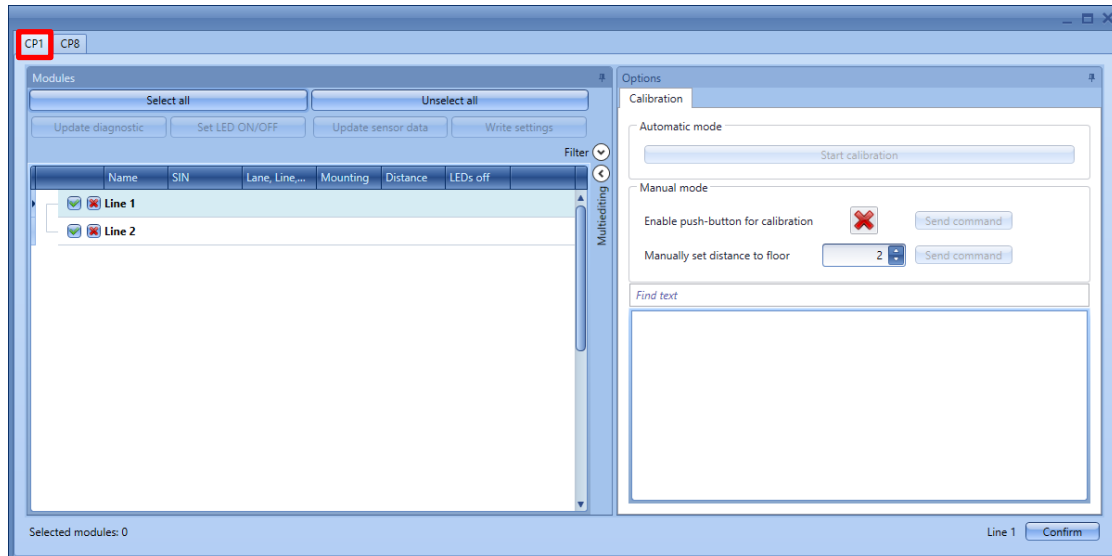 CP1 CP8
Modules
Select all Unselect all
Update diagnostic Set LED ON/OFF Update sensor data Write settings
Filter
Name SIN Lane, Line,... Mounting Distance LEDs off
Line 1
Line 2
Multiediting
Options
Calibration
Automatic mode
Start calibration
Manual mode
Enable push-button for calibration Send command
Manually set distance to floor 2 Send command
Find text
Selected modules: 0 Line 1 Confirm